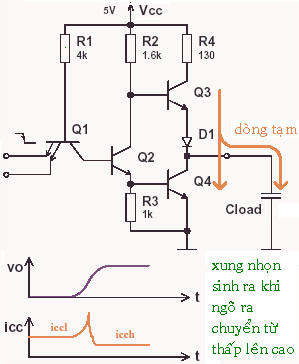 5V Vcc
R1
4k
R2
1.6k
R4
130
Q1
Q3
dòng tạm
D1
Q2
Q4
R3
1k
Cload
vo
t
icc
iccl
icch
t
xung nhọn
sinh ra khi
ngõ ra
chuyển từ
thấp lên cao